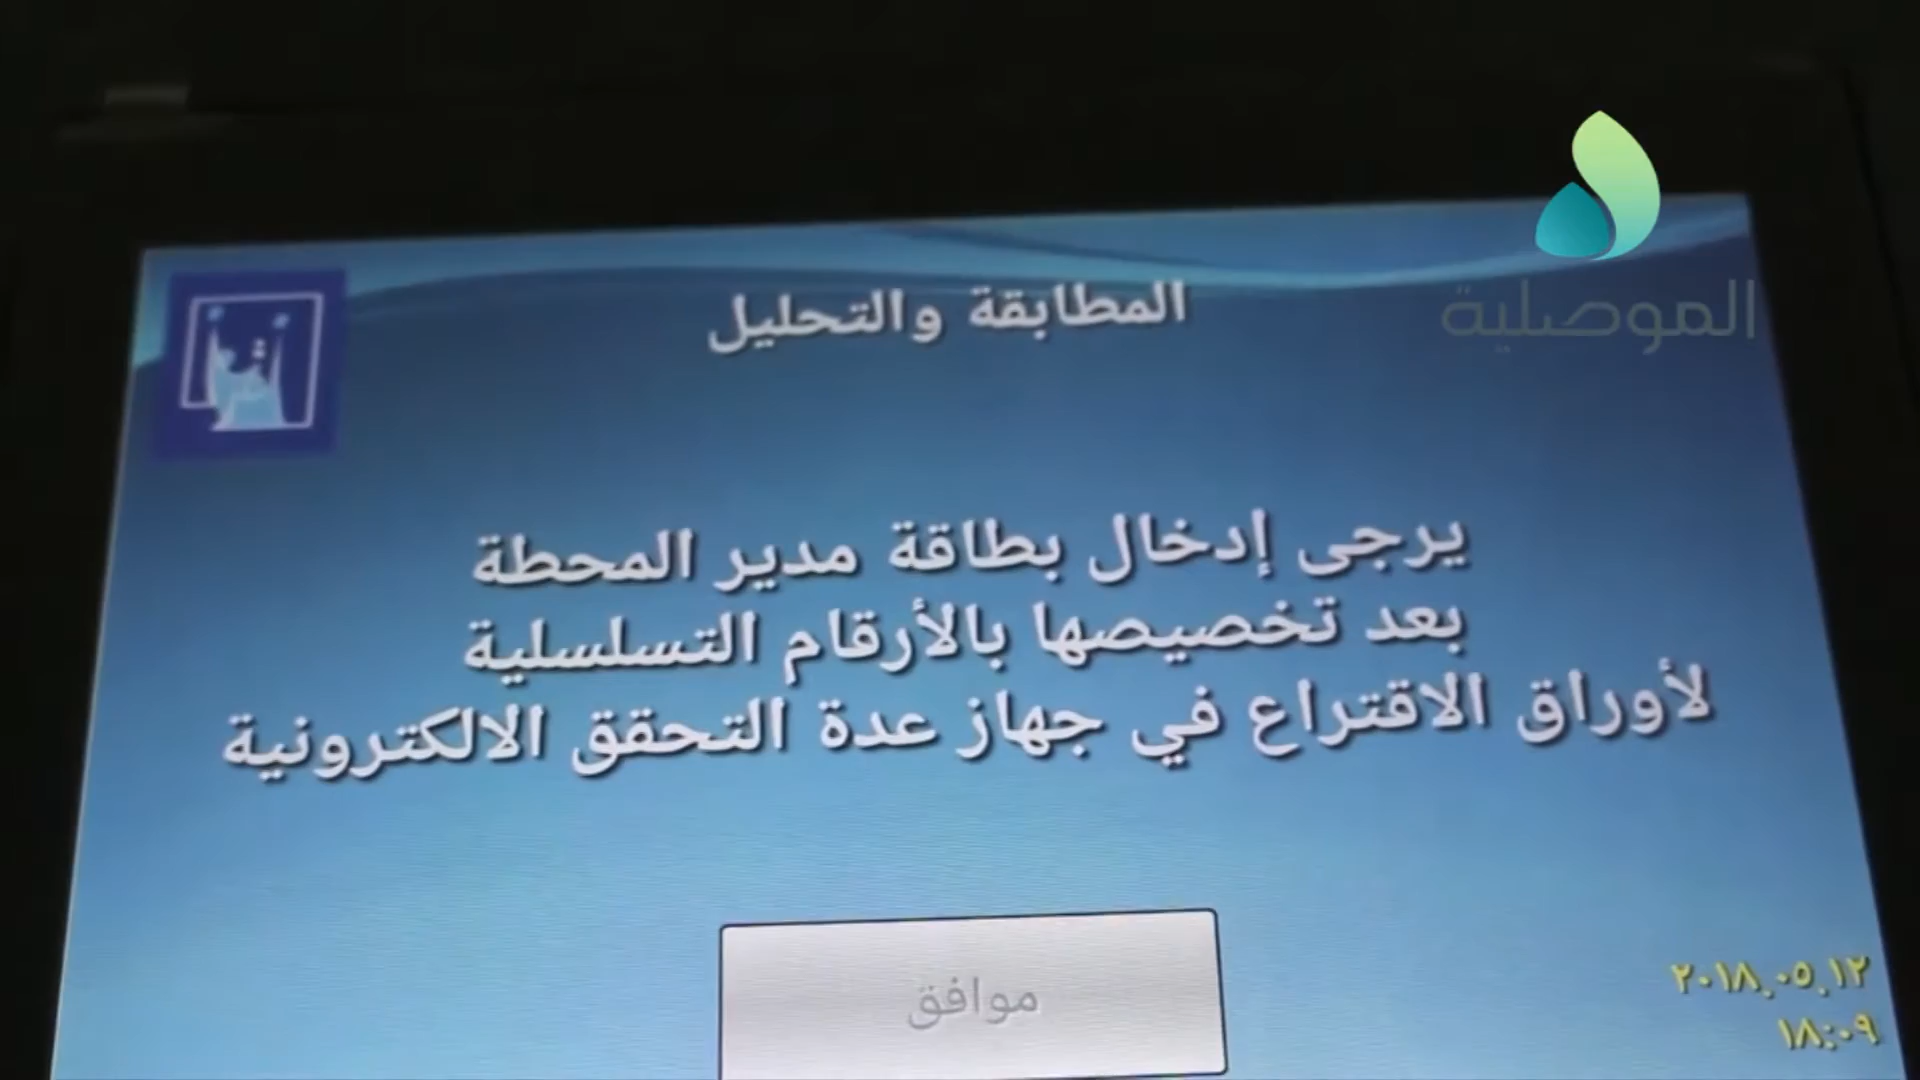 الموصلية
المطابقة والتحليل
يرجى إدخال بطاقة مدير المحطة
بعد تخصيصها بالأرقام التسلسلية
لأوراق الاقتراع في جهاز عدة التحقق الالكترونية
موافق
٢٠١٨.٠٥.١٢
١٨:٠٩